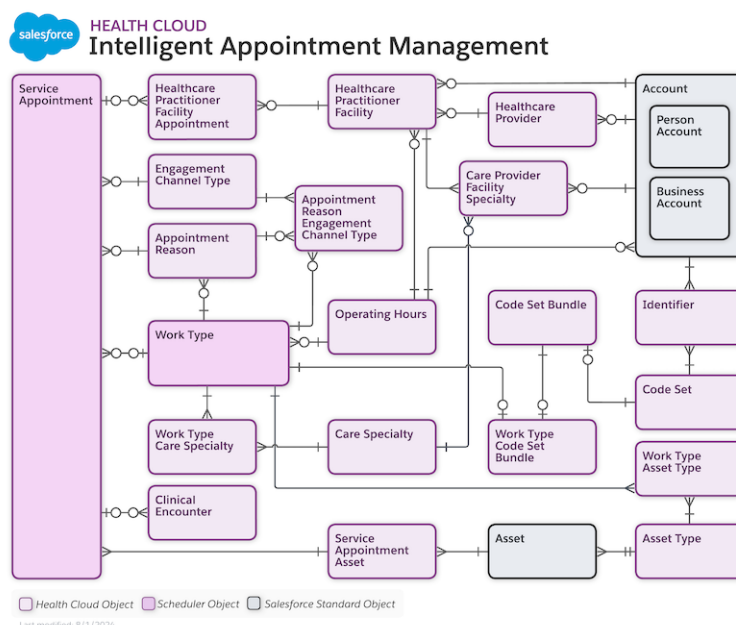 salesforce
HEALTH CLOUD
Intelligent Appointment Management
Service
Appointment
Healthcare
Practitioner
Facility
Appointment
Healthcare
Practitioner
Facility
Healthcare
Provider
Account
Person
Account
Business
Account
Engagement
Channel Type
Appointment
Reason
Engagement
Channel Type
Care Provider
Facility
Specialty
Appointment
Reason
Operating Hours
Code Set Bundle
Identifier
Work Type
Code Set
Work Type
Care Specialty
Care Specialty
Work Type
Code Set
Bundle
Work Type
Asset Type
Clinical
Encounter
Service
Appointment
Asset
Asset
Asset Type
Health Cloud Object
Scheduler Object
Salesforce Standard Object
Last modified: